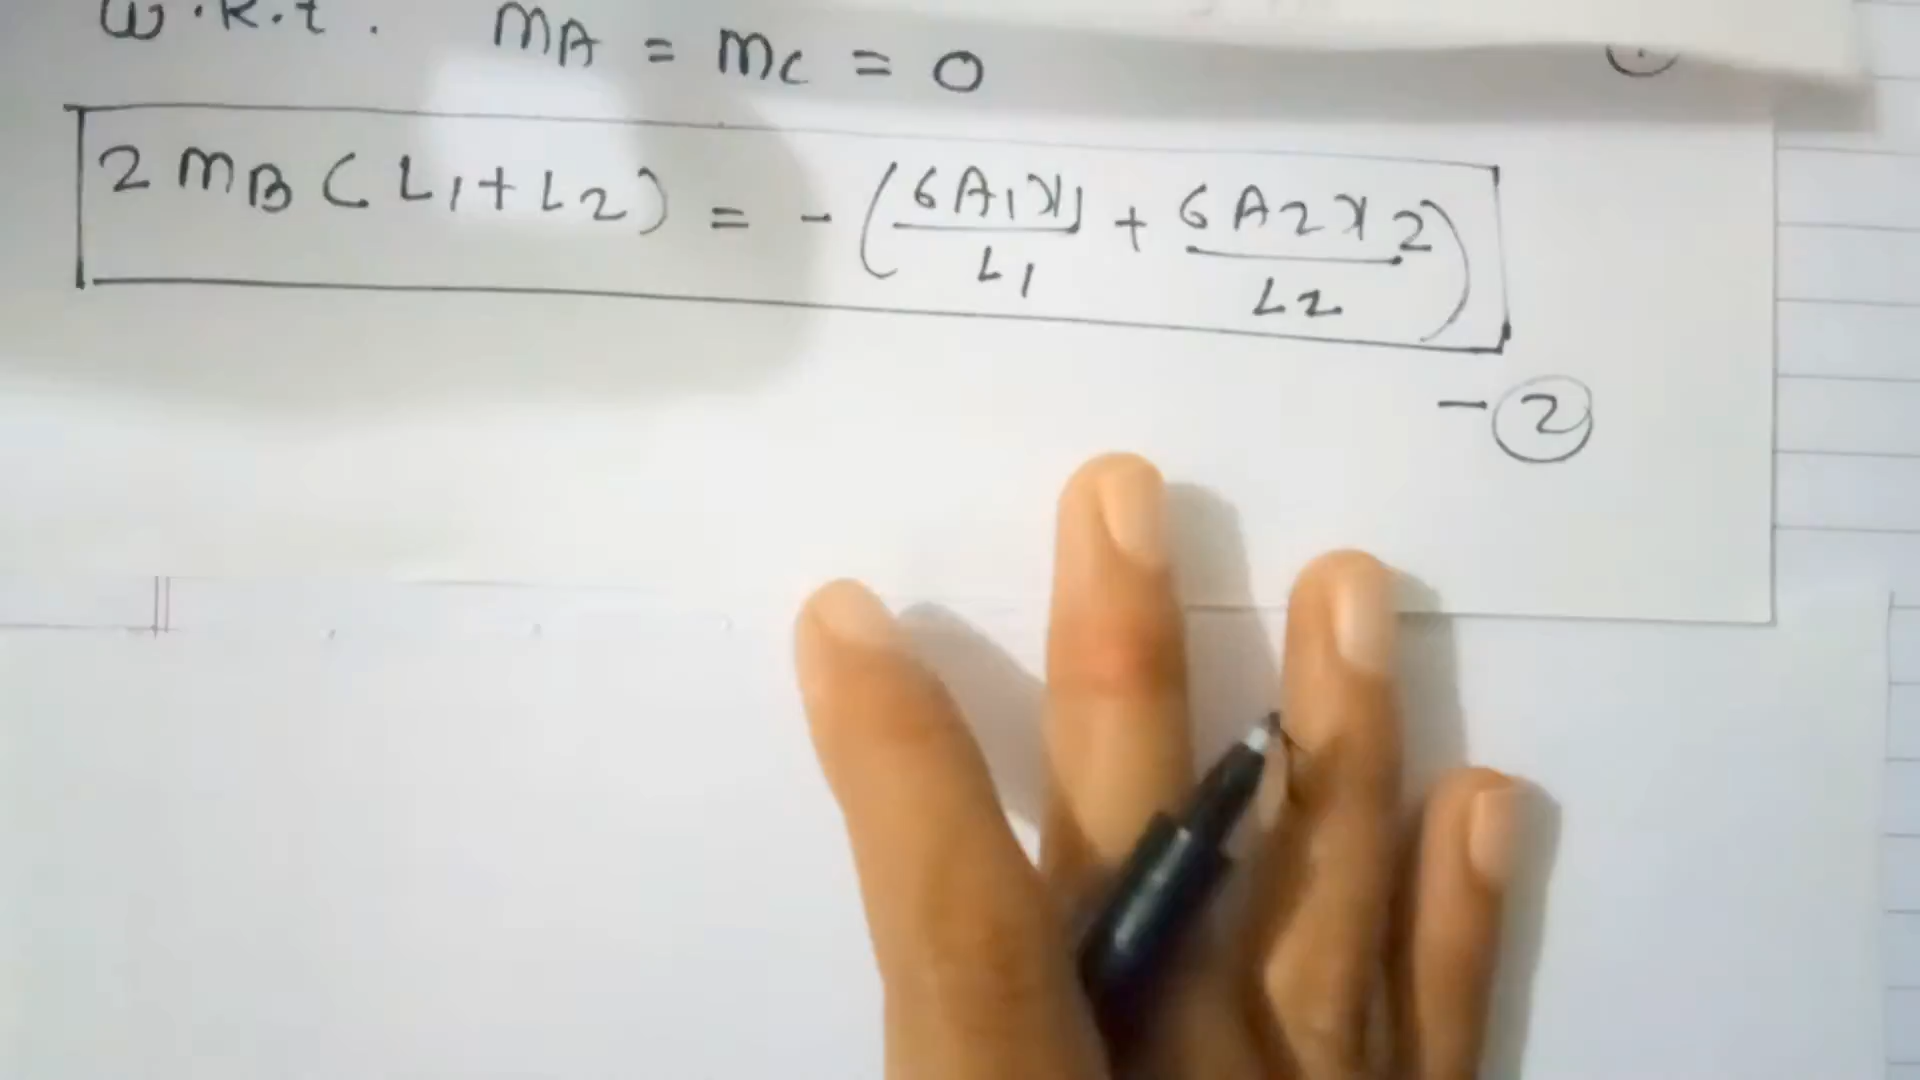 w.k.t. MA = MC = 0
2 MB ( L1 + L2 ) = - ( 6A1x1 / L1 + 6A2x2 / L2 )
- 2